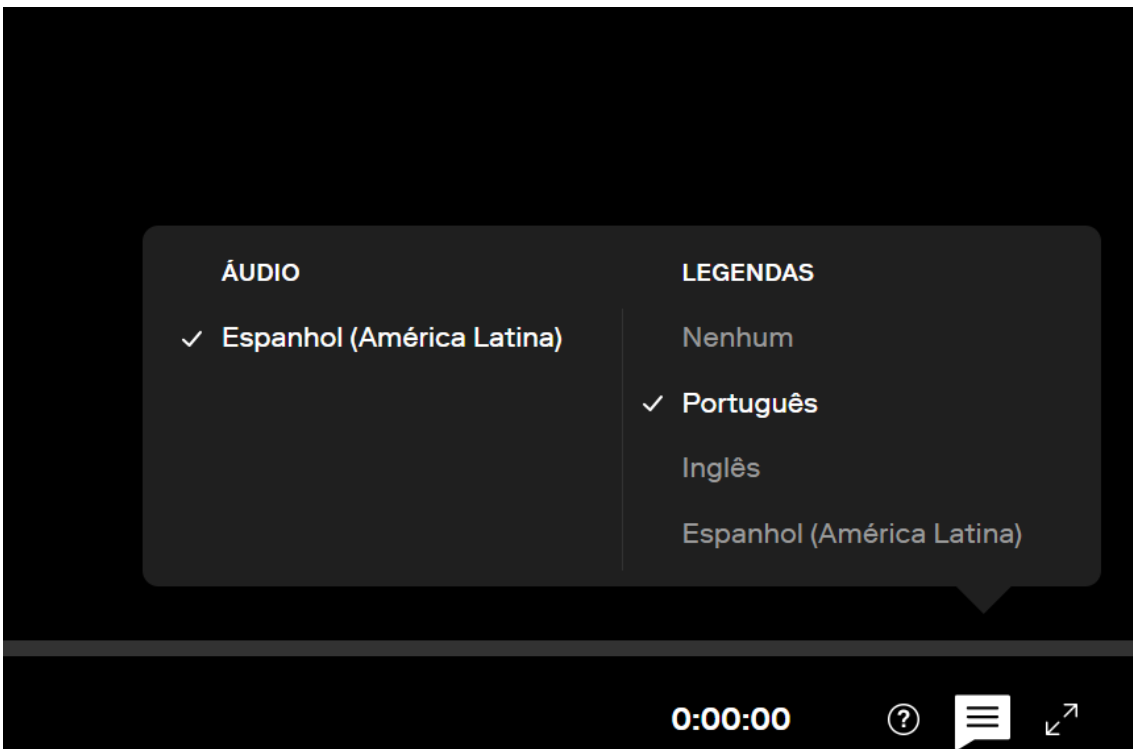 ÁUDIO
Espanhol (América Latina)
LEGENDAS
Nenhum
Português
Inglês
Espanhol (América Latina)
0:00:00
?